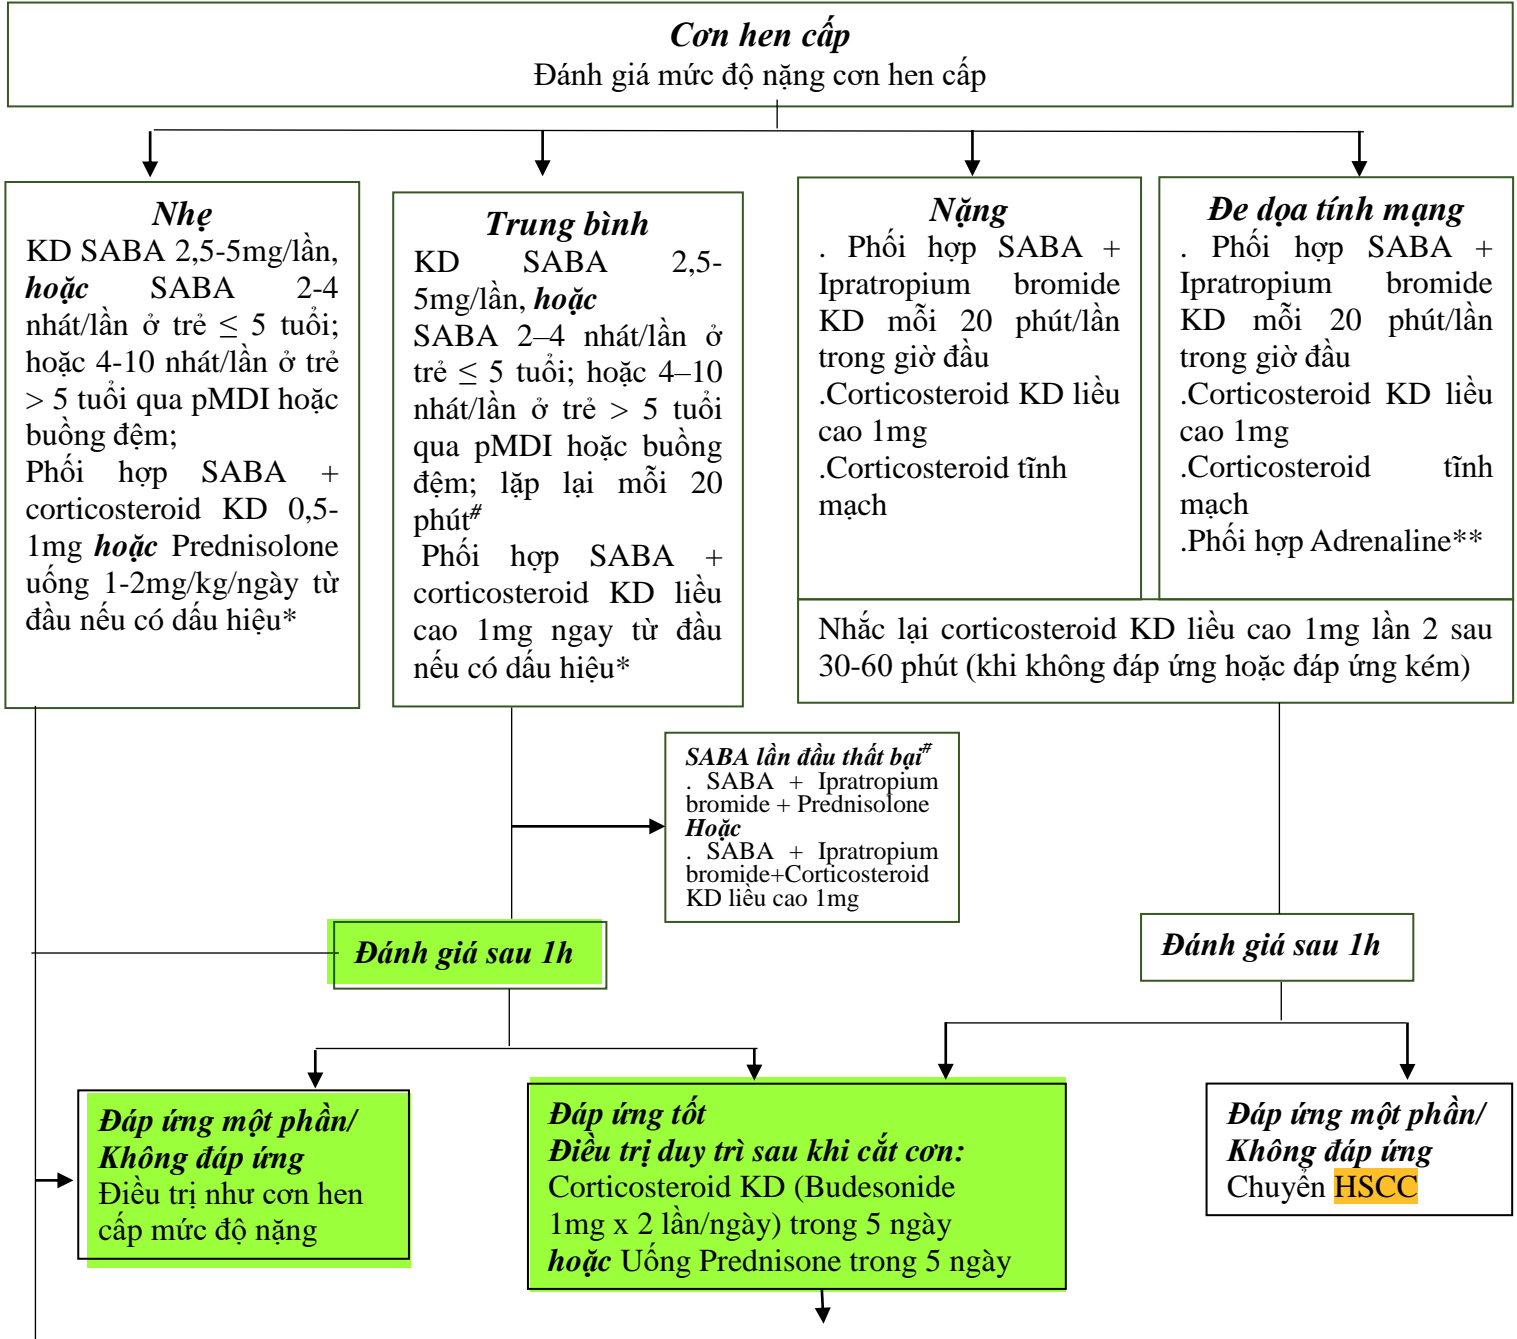 Cơn hen cấp
Đánh giá mức độ nặng cơn hen cấp
Nhẹ
KD SABA 2,5-5mg/lần,
hoặc SABA 2-4
nhát/lần ở trẻ ≤ 5 tuổi;
hoặc 4-10 nhát/lần ở trẻ
> 5 tuổi qua pMDI hoặc
buồng đệm;
Phối hợp SABA +
corticosteroid KD 0,5-
1mg hoặc Prednisolone
uống 1-2mg/kg/ngày từ
đầu nếu có dấu hiệu*
Trung bình
KD SABA 2,5-
5mg/lần, hoặc
SABA 2–4 nhát/lần ở
trẻ ≤ 5 tuổi; hoặc 4–10
nhát/lần ở trẻ > 5 tuổi
qua pMDI hoặc buồng
đệm; lặp lại mỗi 20
phút#
Phối hợp SABA +
corticosteroid KD liều
cao 1mg ngay từ đầu
nếu có dấu hiệu*
Nặng
. Phối hợp SABA +
Ipratropium bromide
KD mỗi 20 phút/lần
trong giờ đầu
.Corticosteroid KD liều
cao 1mg
.Corticosteroid tĩnh
mạch
Đe dọa tính mạng
. Phối hợp SABA +
Ipratropium bromide
KD mỗi 20 phút/lần
trong giờ đầu
.Corticosteroid KD liều
cao 1mg
.Corticosteroid tĩnh
mạch
.Phối hợp Adrenaline**
Nhắc lại corticosteroid KD liều cao 1mg lần 2 sau
30-60 phút (khi không đáp ứng hoặc đáp ứng kém)
SABA lần đầu thất bại#
. SABA + Ipratropium
bromide + Prednisolone
Hoặc
. SABA + Ipratropium
bromide+Corticosteroid
KD liều cao 1mg
Đánh giá sau 1h
Đánh giá sau 1h
Đáp ứng một phần/
Không đáp ứng
Điều trị như cơn hen
cấp mức độ nặng
Đáp ứng tốt
Điều trị duy trì sau khi cắt cơn:
Corticosteroid KD (Budesonide
1mg x 2 lần/ngày) trong 5 ngày
hoặc Uống Prednisone trong 5 ngày
Đáp ứng một phần/
Không đáp ứng
Chuyển HSCC